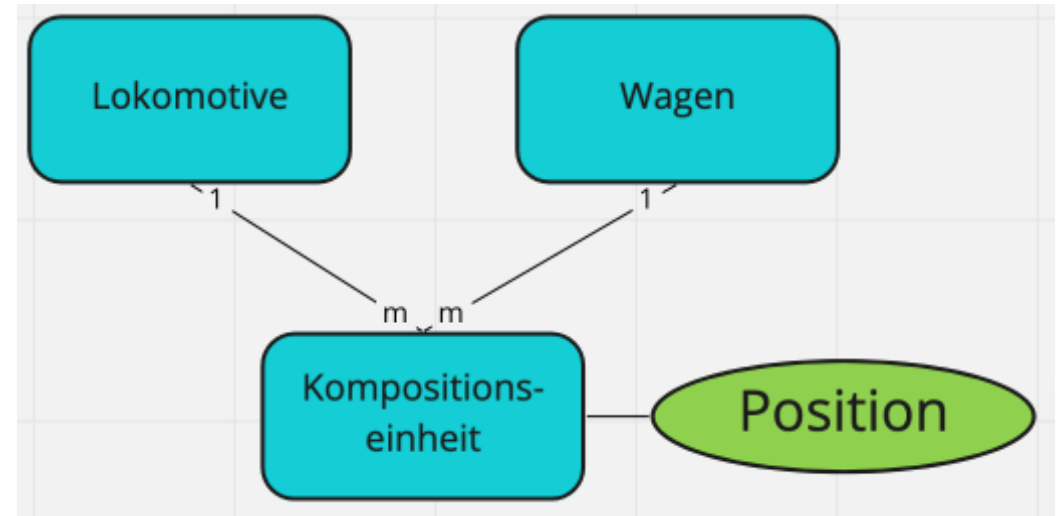 Lokomotive
Wagen
1
1
m
m
Kompositions-
einheit
Position